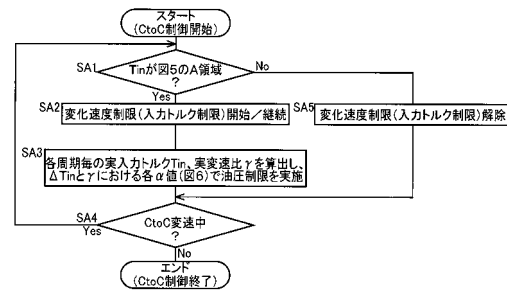 スタート
(CtoC制御開始)
SA1
Tinが図5のA領域
?
No
Yes
SA2
変化速度制限(入力トルク制限)開始/継続
SA5
変化速度制限(入力トルク制限)解除
SA3
各周期毎の実入力トルクTin、実変速比γを算出し、
ΔTinとγにおける各α値(図6)で油圧制限を実施
SA4
Yes
CtoC変速中
?
No
エンド
(CtoC制御終了)